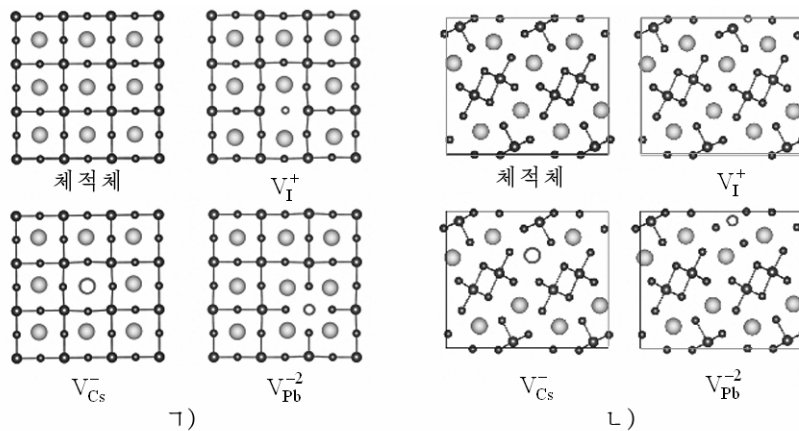 체적체 V_I^+ 체적체 V_I^+
V_Cs^- V_Pb^-2 V_Cs^- V_Pb^-2
ㄱ) ㄴ)